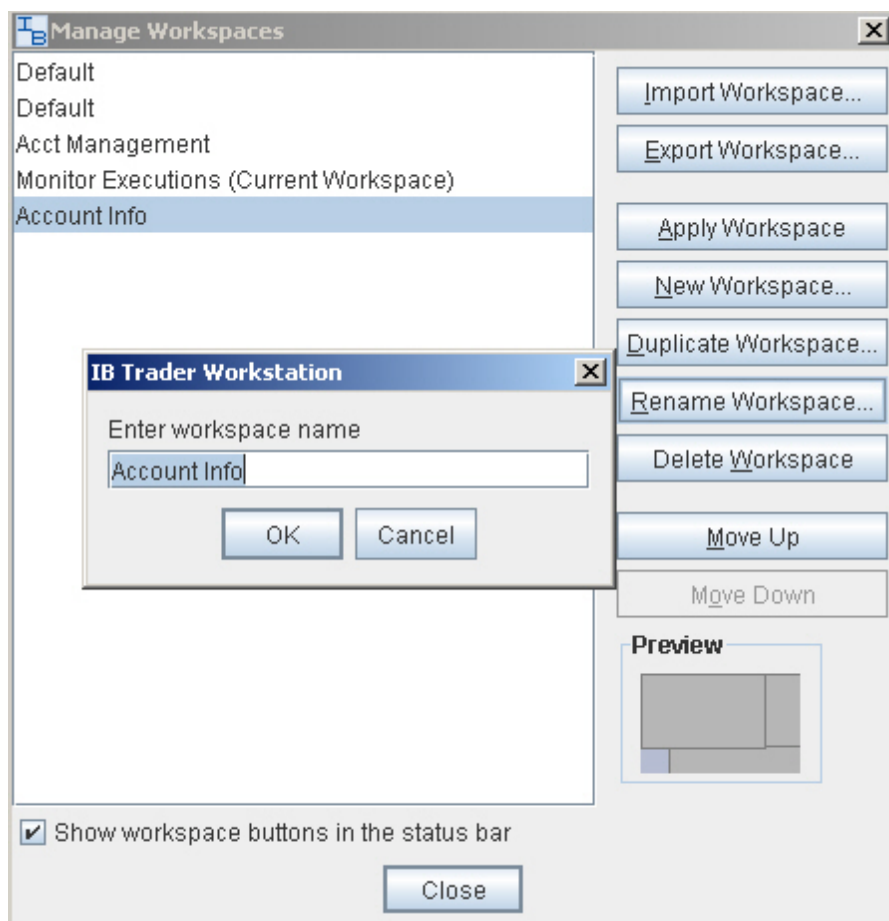 IB
Manage Workspaces
Default
Default
Acct Management
Monitor Executions (Current Workspace)
Account Info
Import Workspace...
Export Workspace...
Apply Workspace
New Workspace...
Duplicate Workspace...
Rename Workspace...
Delete Workspace
Move Up
Move Down
Preview
IB Trader Workstation
Enter workspace name
Account Info
OK
Cancel
Show workspace buttons in the status bar
Close